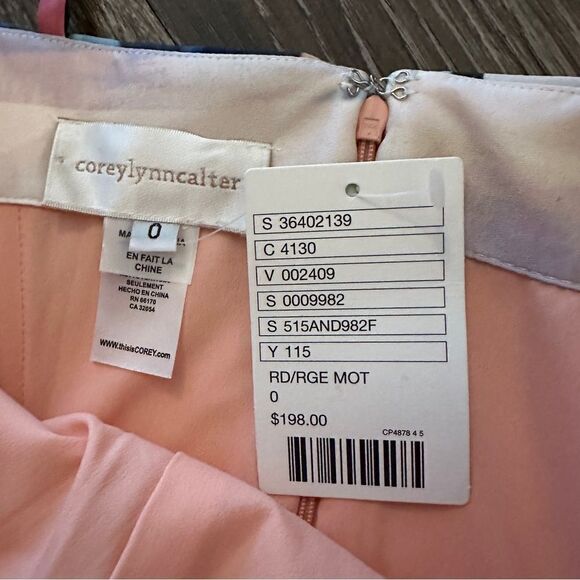 coreylynncalter
0
EN FAIT LA
CHINE
SEULEMENT
HECHO EN CHINA
RN 66170
CA 32054
www.thisisCOREY.com
S 36402139
C 4130
V 002409
S 0009982
S 515AND982F
Y 115
RD/RGE MOT
0
$198.00
CP4878 4 5